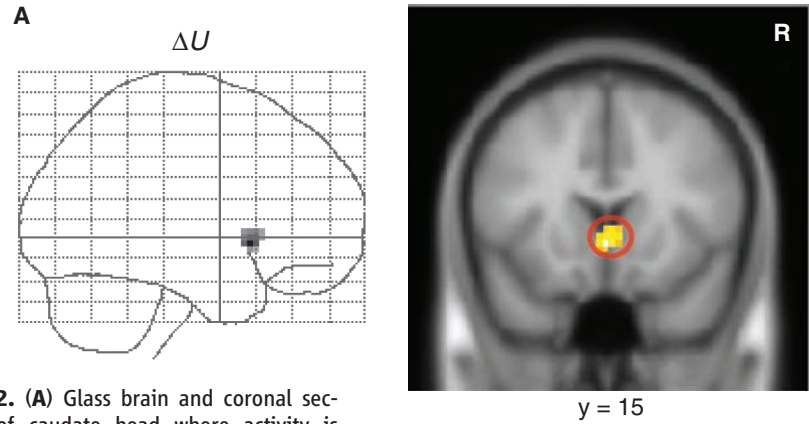 A
ΔU
R
y = 15
2. (A) Glass brain and coronal sec-
of caudate head where activity is